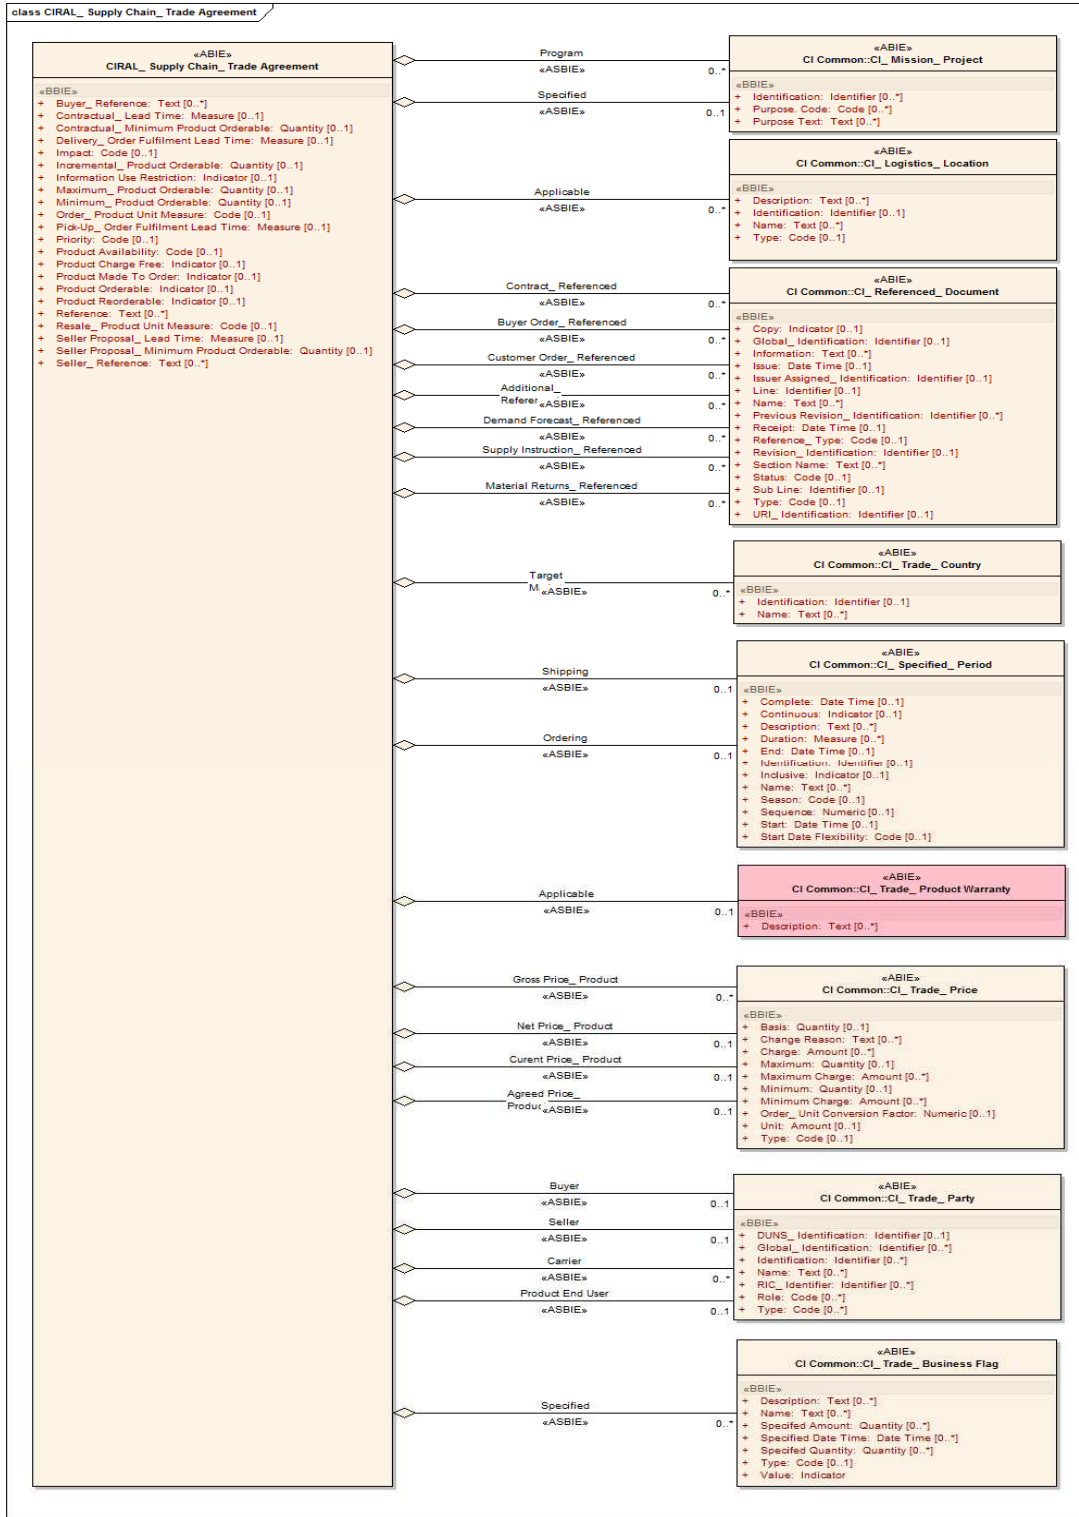 class CIRAL_ Supply Chain_ Trade Agreement
«ABIE»
CIRAL_ Supply Chain_ Trade Agreement
«BBIE»
+ Buyer_ Reference: Text [0..*]
+ Contractual_ Lead Time: Measure [0..1]
+ Contractual_ Minimum Product Orderable: Quantity [0..1]
+ Delivery_ Order Fulfilment Lead Time: Measure [0..1]
+ Impact: Code [0..1]
+ Incremental_ Product Orderable: Quantity [0..1]
+ Information Use Restriction: Indicator [0..1]
+ Maximum_ Product Orderable: Quantity [0..1]
+ Minimum_ Product Orderable: Quantity [0..1]
+ Order_ Product Unit Measure: Code [0..1]
+ Pick-Up_ Order Fulfilment Lead Time: Measure [0..1]
+ Priority: Code [0..1]
+ Product Availability: Code [0..1]
+ Product Charge Free: Indicator [0..1]
+ Product Made To Order: Indicator [0..1]
+ Product Orderable: Indicator [0..1]
+ Product Reorderable: Indicator [0..1]
+ Reference: Text [0..*]
+ Resale_ Product Unit Measure: Code [0..1]
+ Seller Proposal_ Lead Time: Measure [0..1]
+ Seller Proposal_ Minimum Product Orderable: Quantity [0..1]
+ Seller_ Reference: Text [0..*]
Program
«ASBIE»
0..*
Specified
«ASBIE»
0..1
«ABIE»
CI Common::CI_ Mission_ Project
«BBIE»
+ Identification: Identifier [0..*]
+ Purpose. Code: Code [0..*]
+ Purpose Text: Text [0..*]
Applicable
«ASBIE»
0..*
«ABIE»
CI Common::CI_ Logistics_ Location
«BBIE»
+ Description: Text [0..*]
+ Identification: Identifier [0..1]
+ Name: Text [0..*]
+ Type: Code [0..1]
Contract_ Referenced
«ASBIE»
0..*
Buyer Order_ Referenced
«ASBIE»
0..*
Customer Order_ Referenced
«ASBIE»
0..*
Additional_
Referen
«ASBIE»
0..*
Demand Forecast_ Referenced
«ASBIE»
0..*
Supply Instruction_ Referenced
«ASBIE»
0..*
Material Returns_ Referenced
«ASBIE»
0..*
«ABIE»
CI Common::CI_ Referenced_ Document
«BBIE»
+ Copy: Indicator [0..1]
+ Global_ Identification: Identifier [0..1]
+ Information: Text [0..*]
+ Issue: Date Time [0..1]
+ Issuer Assigned_ Identification: Identifier [0..1]
+ Line: Identifier [0..1]
+ Name: Text [0..*]
+ Previous Revision_ Identification: Identifier [0..*]
+ Receipt: Date Time [0..1]
+ Reference_ Type: Code [0..1]
+ Revision_ Identification: Identifier [0..1]
+ Section Name: Text [0..*]
+ Status: Code [0..1]
+ Sub Line: Identifier [0..1]
+ Type: Code [0..1]
+ URI_ Identification: Identifier [0..1]
Target
«ASBIE»
0..*
«ABIE»
CI Common::CI_ Trade_ Country
«BBIE»
+ Identification: Identifier [0..1]
+ Name: Text [0..*]
Shipping
«ASBIE»
0..1
Ordering
«ASBIE»
0..1
«ABIE»
CI Common::CI_ Specified_ Period
«BBIE»
+ Complete: Date Time [0..1]
+ Continuous: Indicator [0..1]
+ Description: Text [0..*]
+ Duration: Measure [0..*]
+ End: Date Time [0..1]
+ Identification: Identifier [0..1]
+ Inclusive: Indicator [0..1]
+ Name: Text [0..*]
+ Season: Code [0..1]
+ Sequence: Numeric [0..1]
+ Start: Date Time [0..1]
+ Start Date Flexibility: Code [0..1]
Applicable
«ASBIE»
0..1
«ABIE»
CI Common::CI_ Trade_ Product Warranty
«BBIE»
+ Description: Text [0..*]
Gross Price_ Product
«ASBIE»
0..*
Net Price_ Product
«ASBIE»
0..1
Curent Price_ Product
«ASBIE»
0..1
Agreed Price_
Produc
«ASBIE»
0..1
«ABIE»
CI Common::CI_ Trade_ Price
«BBIE»
+ Basis: Quantity [0..1]
+ Change Reason: Text [0..*]
+ Charge: Amount [0..*]
+ Maximum: Quantity [0..1]
+ Maximum Charge: Amount [0..*]
+ Minimum: Quantity [0..1]
+ Minimum Charge: Amount [0..*]
+ Order_ Unit Conversion Factor: Numeric [0..1]
+ Unit: Amount [0..1]
+ Type: Code [0..1]
Buyer
«ASBIE»
0..1
Seller
«ASBIE»
0..1
Carrier
«ASBIE»
0..*
Product End User
«ASBIE»
0..1
«ABIE»
CI Common::CI_ Trade_ Party
«BBIE»
+ DUNS_ Identification: Identifier [0..1]
+ Global_ Identification: Identifier [0..*]
+ Identification: Identifier [0..*]
+ Name: Text [0..*]
+ RIC_ Identifier: Identifier [0..*]
+ Role: Code [0..*]
+ Type: Code [0..*]
Specified
«ASBIE»
0..*
«ABIE»
CI Common::CI_ Trade_ Business Flag
«BBIE»
+ Description: Text [0..*]
+ Name: Text [0..*]
+ Specifed Amount: Quantity [0..*]
+ Specified Date Time: Date Time [0..*]
+ Specifed Quantity: Quantity [0..*]
+ Type: Code [0..1]
+ Value: Indicator